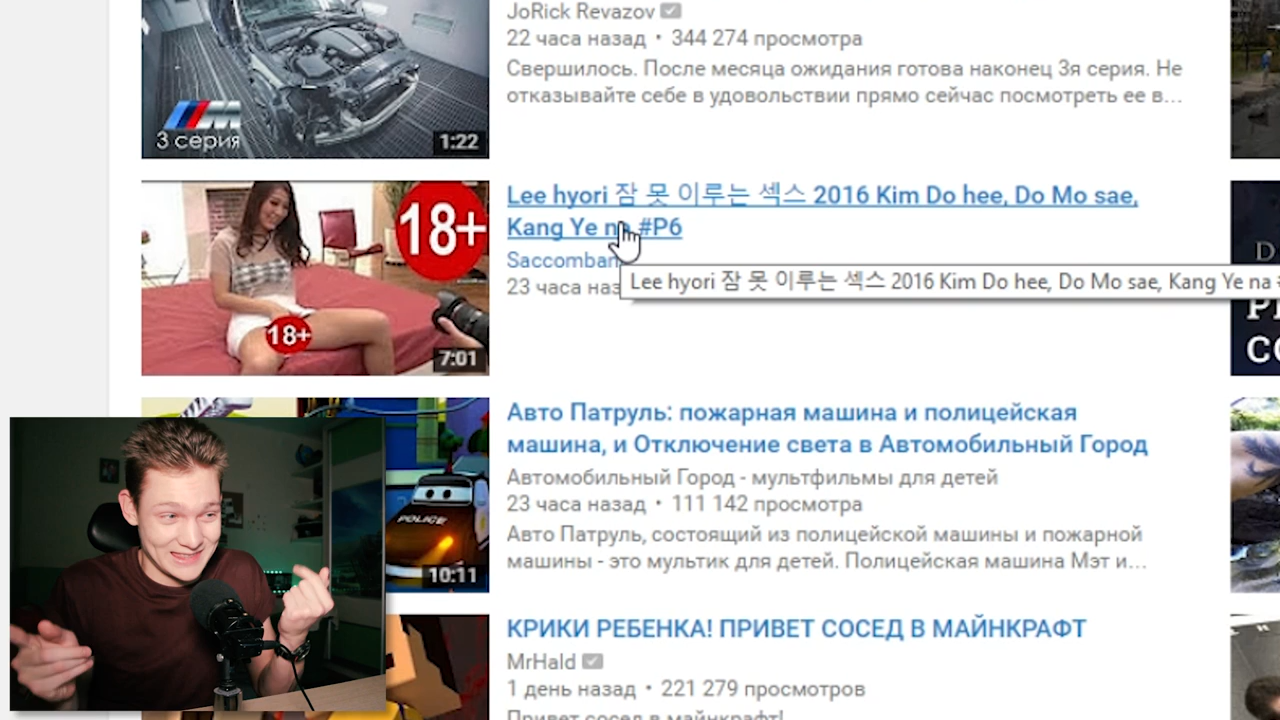 JoRick Revazov
22 часа назад • 344 274 просмотра
Свершилось. После месяца ожидания готова наконец 3я серия. Не
отказывайте себе в удовольствии прямо сейчас посмотреть ее в...
3 серия
1:22
Lee hyori 잠 못 이루는 섹스 2016 Kim Do hee, Do Mo sae,
Kang Ye na #P6
18+
18+
7:01
Saccomban
23 часа наз
Lee hyori 잠 못 이루는 섹스 2016 Kim Do hee, Do Mo sae, Kang Ye na
Авто Патруль: пожарная машина и полицейская
машина, и Отключение света в Автомобильный Город
Автомобильный Город - мультфильмы для детей
23 часа назад • 111 142 просмотра
Авто Патруль, состоящий из полицейской машины и пожарной
машины - это мультик для детей. Полицейская машина Мэт и...
POLICE
10:11
КРИКИ РЕБЕНКА! ПРИВЕТ СОСЕД В МАЙНКРАФТ
MrHald
1 день назад • 221 279 просмотров
Привет сосед в майнкрафт!